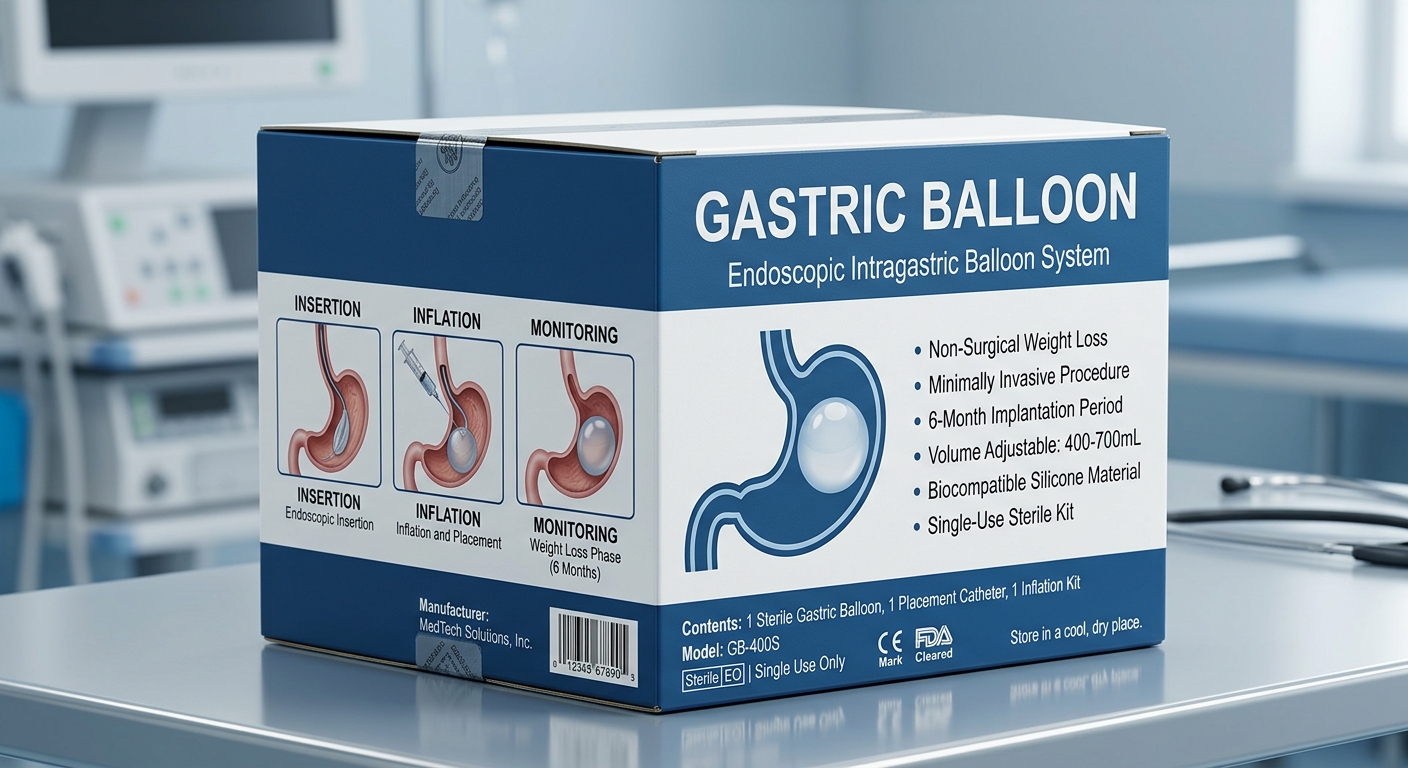 GASTRIC BALLOON
Endoscopic Intragastric Balloon System
• Non-Surgical Weight Loss
• Minimally Invasive Procedure
• 6-Month Implantation Period
• Volume Adjustable: 400-700mL
• Biocompatible Silicone Material
• Single-Use Sterile Kit
Contents: 1 Sterile Gastric Balloon, 1 Placement Catheter, 1 Inflation Kit
Model: GB-400S
Sterile EO | Single Use Only
CE Mark
FDA Cleared
Store in a cool, dry place.
INSERTION
INFLATION
MONITORING
INSERTION
Endoscopic Insertion
INFLATION
Inflation and Placement
MONITORING
Weight Loss Phase
(6 Months)
Manufacturer:
MedTech Solutions, Inc.
0 12345 67890 5